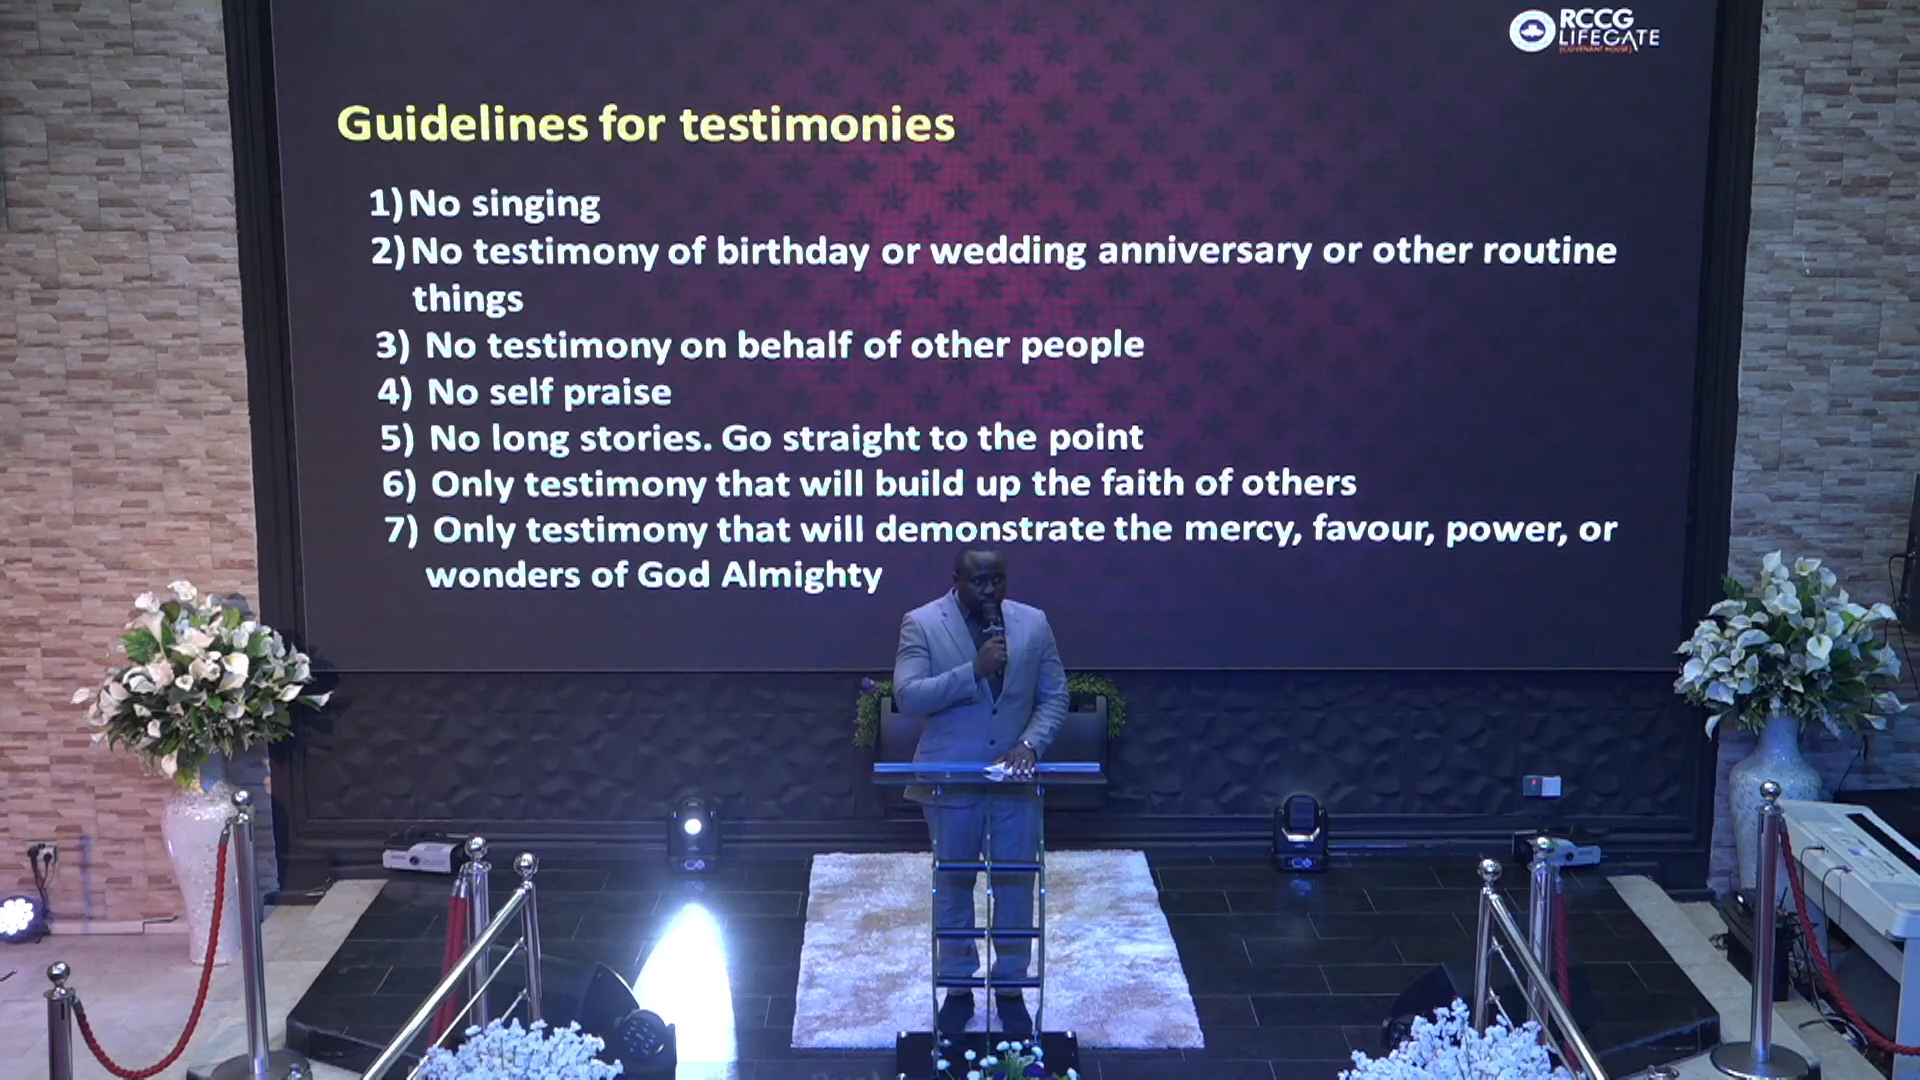 RCCG
LIFEGATE
(COVENANT HOUSE)
Guidelines for testimonies
1) No singing
2) No testimony of birthday or wedding anniversary or other routine
things
3) No testimony on behalf of other people
4) No self praise
5) No long stories. Go straight to the point
6) Only testimony that will build up the faith of others
7) Only testimony that will demonstrate the mercy, favour, power, or
wonders of God Almighty